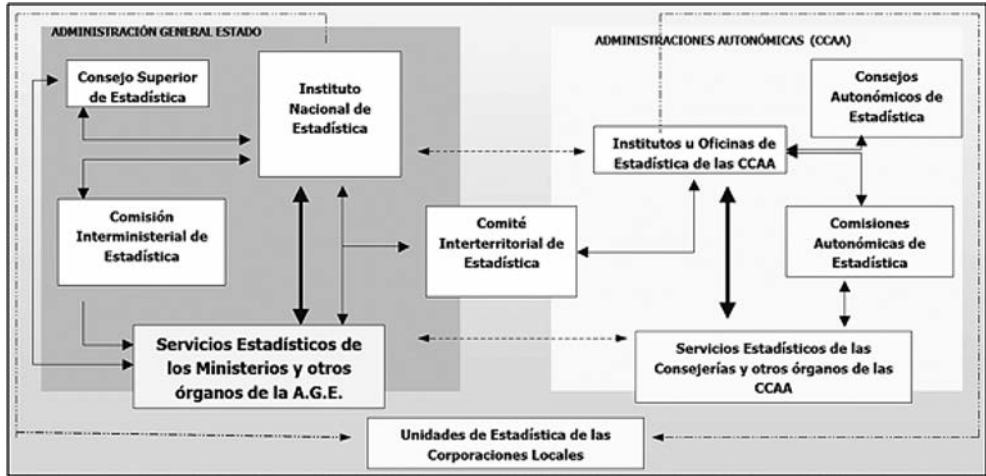 ADMINISTRACIÓN GENERAL ESTADO
Consejo Superior
de Estadística
Instituto
Nacional de
Estadística
Comisión
Interministerial de
Estadística
Servicios Estadísticos de
los Ministerios y otros
órganos de la A.G.E.
Comité
Interterritorial de
Estadística
ADMINISTRACIONES AUTONÓMICAS (CCAA)
Consejos
Autonómicos de
Estadística
Institutos u Oficinas de
Estadística de las CCAA
Comisiones
Autonómicas de
Estadística
Servicios Estadísticos de las
Consejerías y otros órganos de las
CCAA
Unidades de Estadística de las
Corporaciones Locales